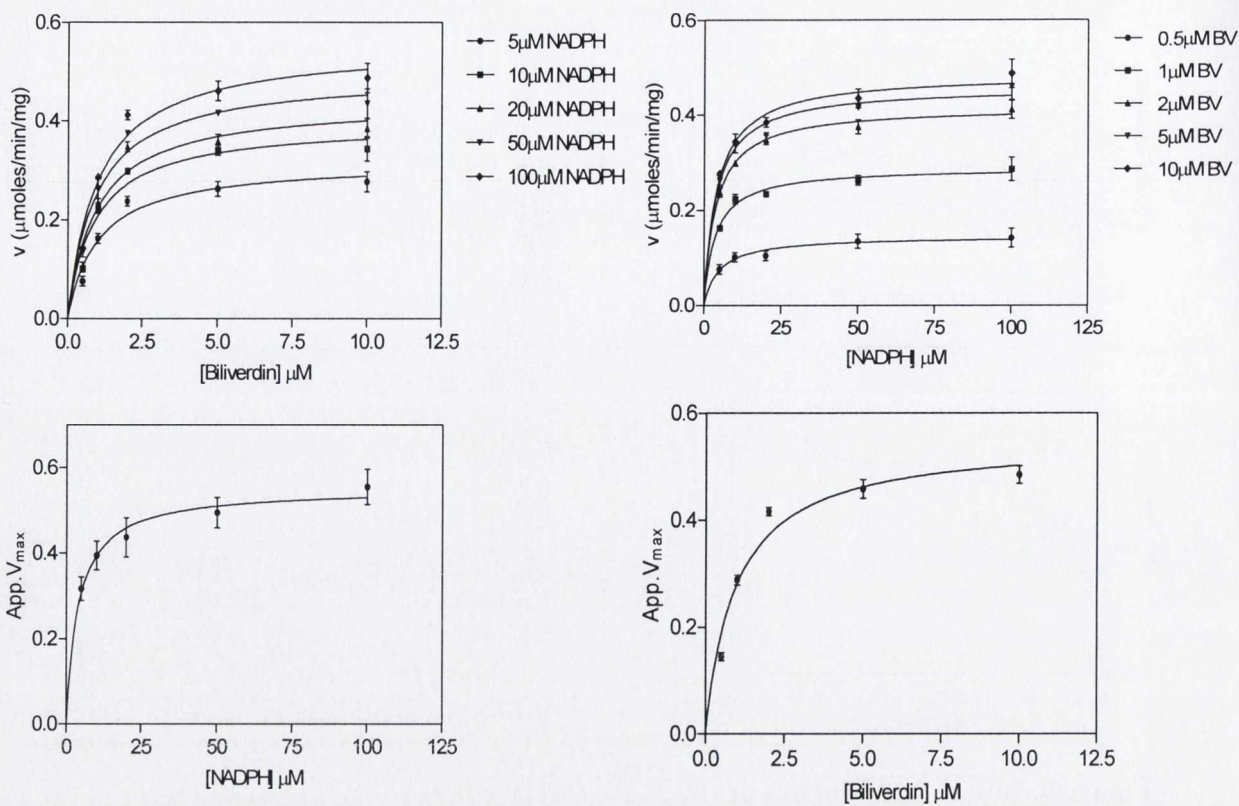 0.6
0.4
0.2
0.0
v (µmoles/min/mg)
0.0 2.5 5.0 7.5 10.0 12.5
[Biliverdin] µM
5µM NADPH
10µM NADPH
20µM NADPH
50µM NADPH
100µM NADPH
0.6
0.4
0.2
0.0
v (µmoles/min/mg)
0 25 50 75 100 125
[NADPH] µM
0.5µM BV
1µM BV
2µM BV
5µM BV
10µM BV
0.6
0.4
0.2
0.0
App. Vmax
0 25 50 75 100 125
[NADPH] µM
0.6
0.4
0.2
0.0
App. Vmax
0.0 2.5 5.0 7.5 10.0 12.5
[Biliverdin] µM